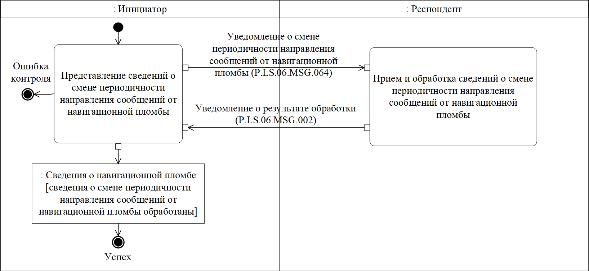 : Инициатор
: Респондент
Уведомление о смене
периодичности направления
сообщений от навигационной
пломбы (P.LS.06.MSG.064)
Ошибка
контроля
Представление сведений о
смене периодичности
направления сообщений от
навигационной пломбы
Прием и обработка сведений о смене
периодичности направления
сообщений от навигационной
пломбы
Уведомление о результате обработки
(P.LS.06.MSG.002)
: Сведения о навигационной пломбе
[сведения о смене периодичности
направления сообщений от
навигационной пломбы обработаны]
Успех